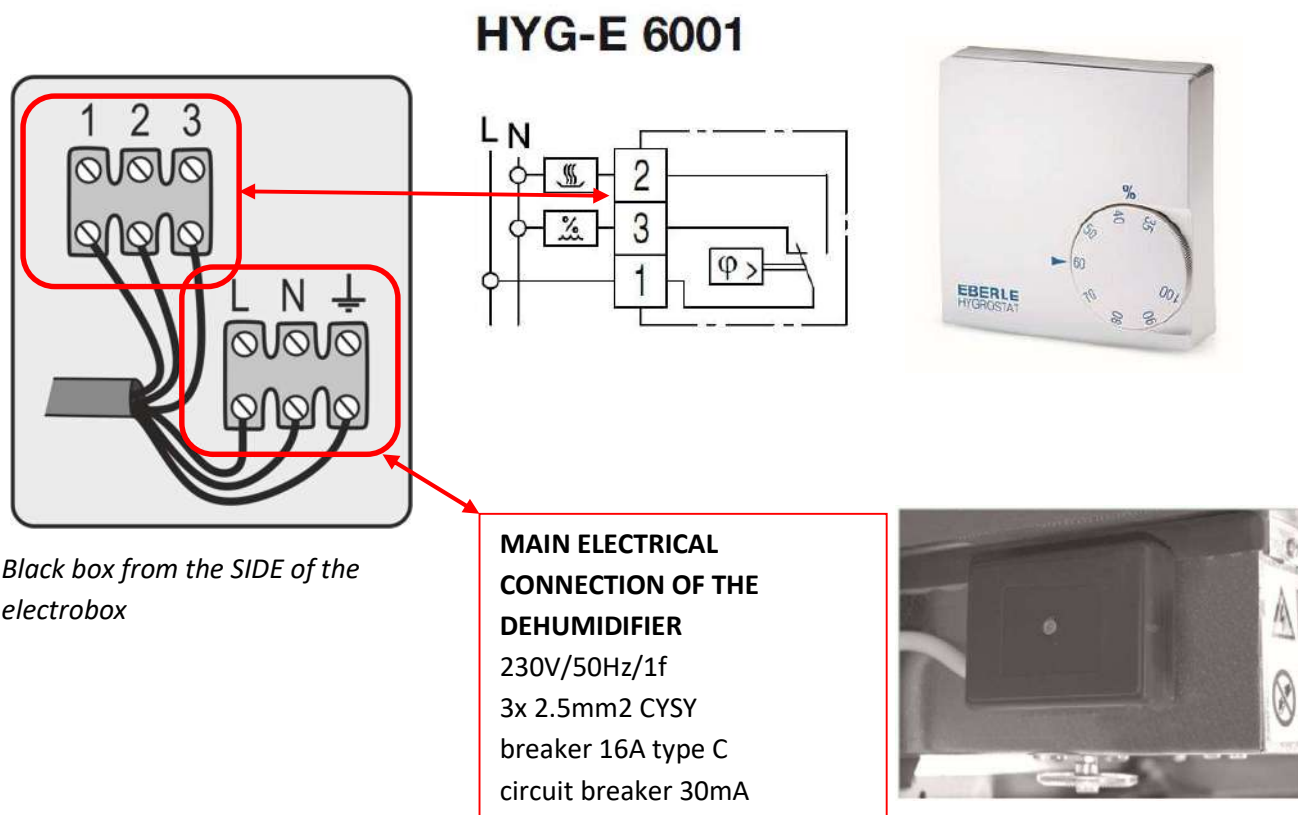 HYG-E 6001
1 2 3
L N ⏚
L N
2
%
3
φ >
1
%
35
40
50
60
70
80
90
100
EBERLE
HYGROSTAT
Black box from the SIDE of the
electrobox
MAIN ELECTRICAL
CONNECTION OF THE
DEHUMIDIFIER
230V/50Hz/1f
3x 2.5mm2 CYSY
breaker 16A type C
circuit breaker 30mA